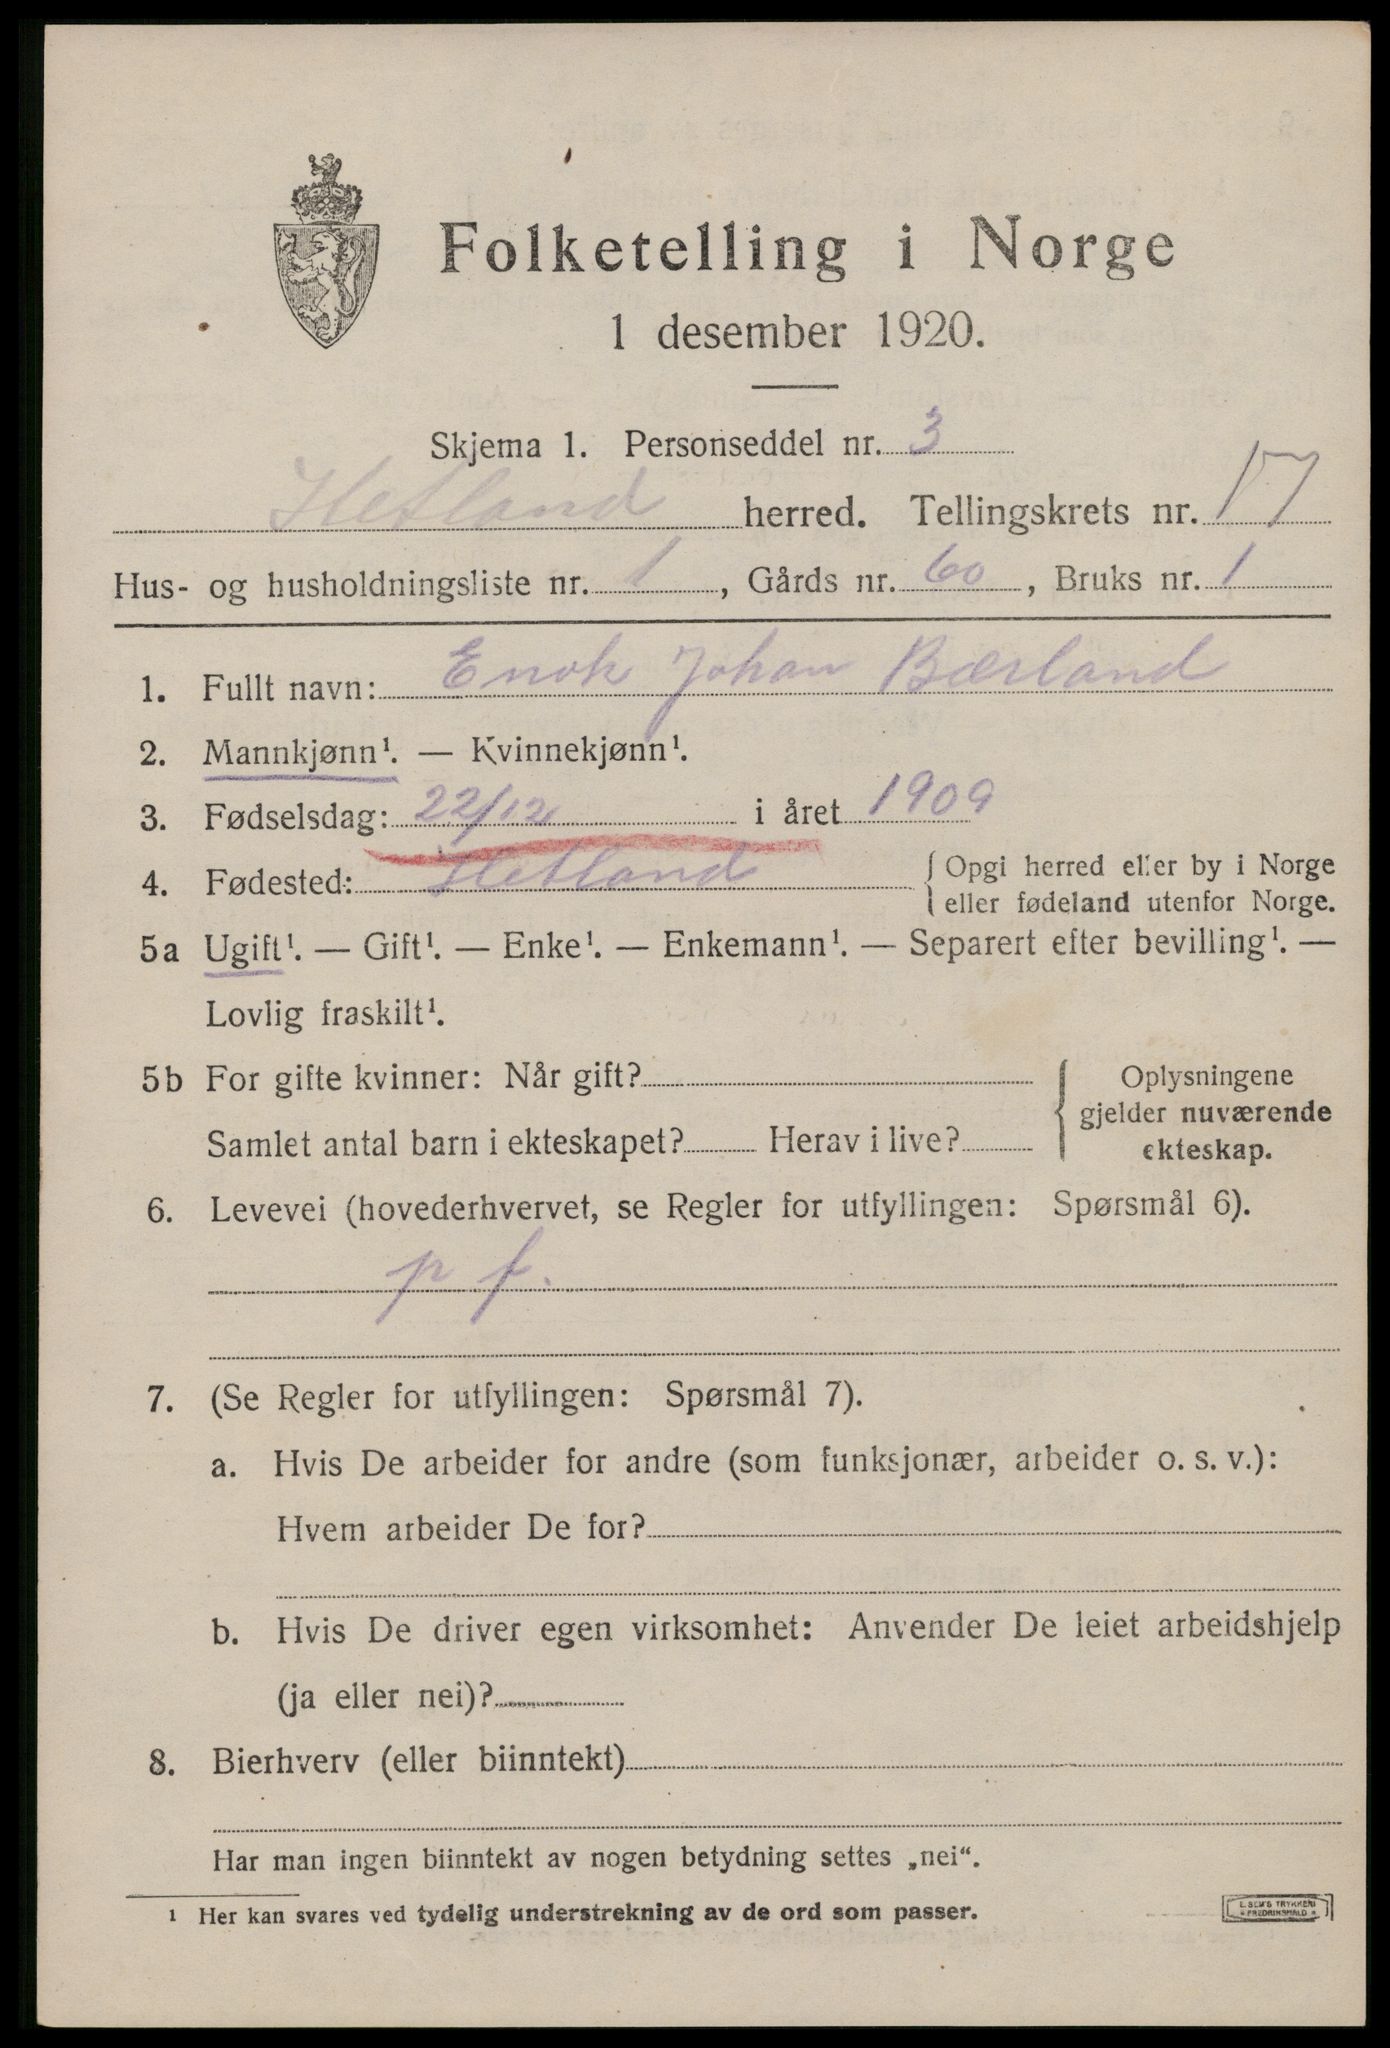 Folketelling i Norge
1 desember 1920.
Skjema 1. Personseddel nr. 3
Hetland herred. Tellingskrets nr. 17
Hus- og husholdningsliste nr. 1, Gårds nr. 60, Bruks nr. 1
1. Fullt navn: Enok Johan Bærland
2. Mannkjønn¹. — Kvinnekjønn¹.
3. Fødselsdag: 22/12 i året 1909
4. Fødested: Hetland { Opgi herred eller by i Norge
eller fødeland utenfor Norge.
5a Ugift¹. — Gift¹. — Enke¹. — Enkemann¹. — Separert efter bevilling¹. —
Lovlig fraskilt¹.
5b For gifte kvinner: Når gift?
Samlet antal barn i ekteskapet? Herav i live?
{ Oplysningene
gjelder nuværende
ekteskap.
6. Levevei (hovederhvervet, se Regler for utfyllingen: Spørsmål 6).
p f.
7. (Se Regler for utfyllingen: Spørsmål 7).
a. Hvis De arbeider for andre (som funksjonær, arbeider o. s. v.):
Hvem arbeider De for?
b. Hvis De driver egen virksomhet: Anvender De leiet arbeidshjelp
(ja eller nei)?
8. Bierhverv (eller biinntekt)
Har man ingen biinntekt av nogen betydning settes „nei“.
¹ Her kan svares ved tydelig understrekning av de ord som passer.
E. SEM'S TRYKKERI
FREDRIKSHALD